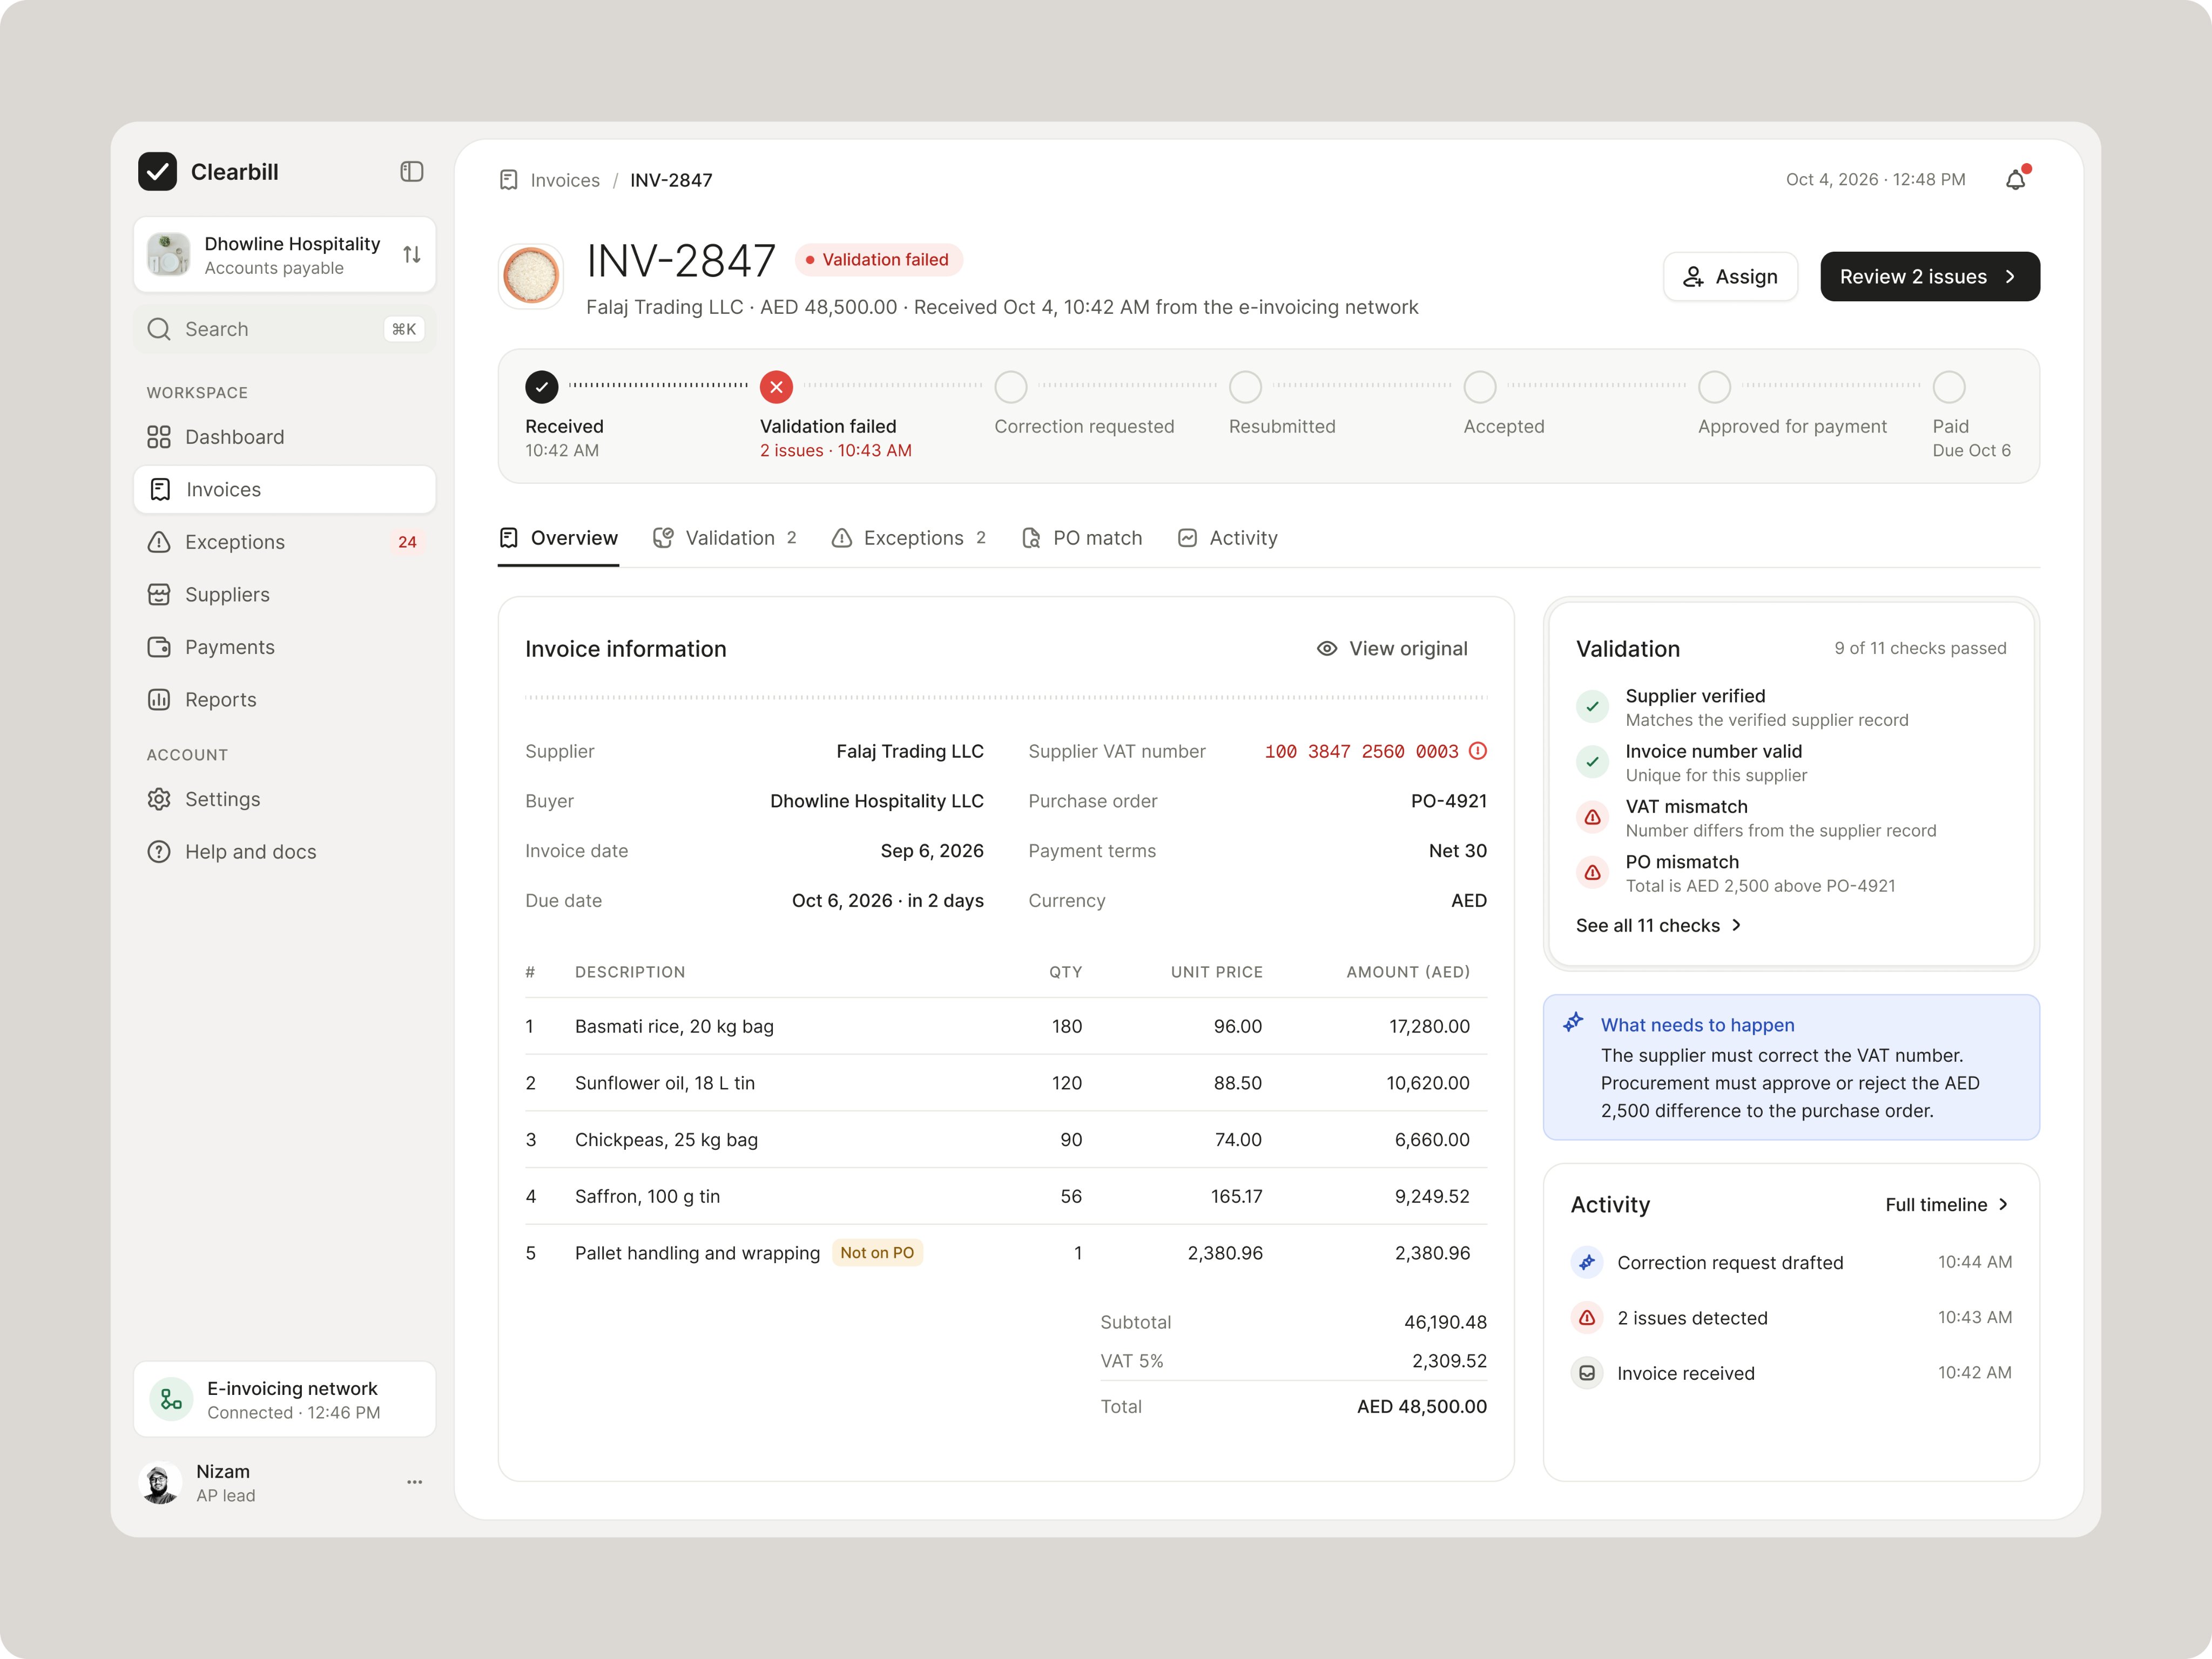 Clearbill
Dhowline Hospitality
Accounts payable
Search
⌘K
WORKSPACE
Dashboard
Invoices
Exceptions 24
Suppliers
Payments
Reports
ACCOUNT
Settings
Help and docs
E-invoicing network
Connected · 12:46 PM
Nizam
AP lead
Invoices / INV-2847
Oct 4, 2026 · 12:48 PM
INV-2847
Validation failed
Falaj Trading LLC · AED 48,500.00 · Received Oct 4, 10:42 AM from the e-invoicing network
Assign
Review 2 issues
Received
10:42 AM
Validation failed
2 issues · 10:43 AM
Correction requested
Resubmitted
Accepted
Approved for payment
Paid
Due Oct 6
Overview
Validation 2
Exceptions 2
PO match
Activity
Invoice information
View original
Supplier Falaj Trading LLC
Supplier VAT number 100 3847 2560 0003
Buyer Dhowline Hospitality LLC
Purchase order PO-4921
Invoice date Sep 6, 2026
Payment terms Net 30
Due date Oct 6, 2026 · in 2 days
Currency AED
# DESCRIPTION QTY UNIT PRICE AMOUNT (AED)
1 Basmati rice, 20 kg bag 180 96.00 17,280.00
2 Sunflower oil, 18 L tin 120 88.50 10,620.00
3 Chickpeas, 25 kg bag 90 74.00 6,660.00
4 Saffron, 100 g tin 56 165.17 9,249.52
5 Pallet handling and wrapping Not on PO 1 2,380.96 2,380.96
Subtotal 46,190.48
VAT 5% 2,309.52
Total AED 48,500.00
Validation
9 of 11 checks passed
Supplier verified
Matches the verified supplier record
Invoice number valid
Unique for this supplier
VAT mismatch
Number differs from the supplier record
PO mismatch
Total is AED 2,500 above PO-4921
See all 11 checks
What needs to happen
The supplier must correct the VAT number.
Procurement must approve or reject the AED
2,500 difference to the purchase order.
Activity
Full timeline
Correction request drafted 10:44 AM
2 issues detected 10:43 AM
Invoice received 10:42 AM